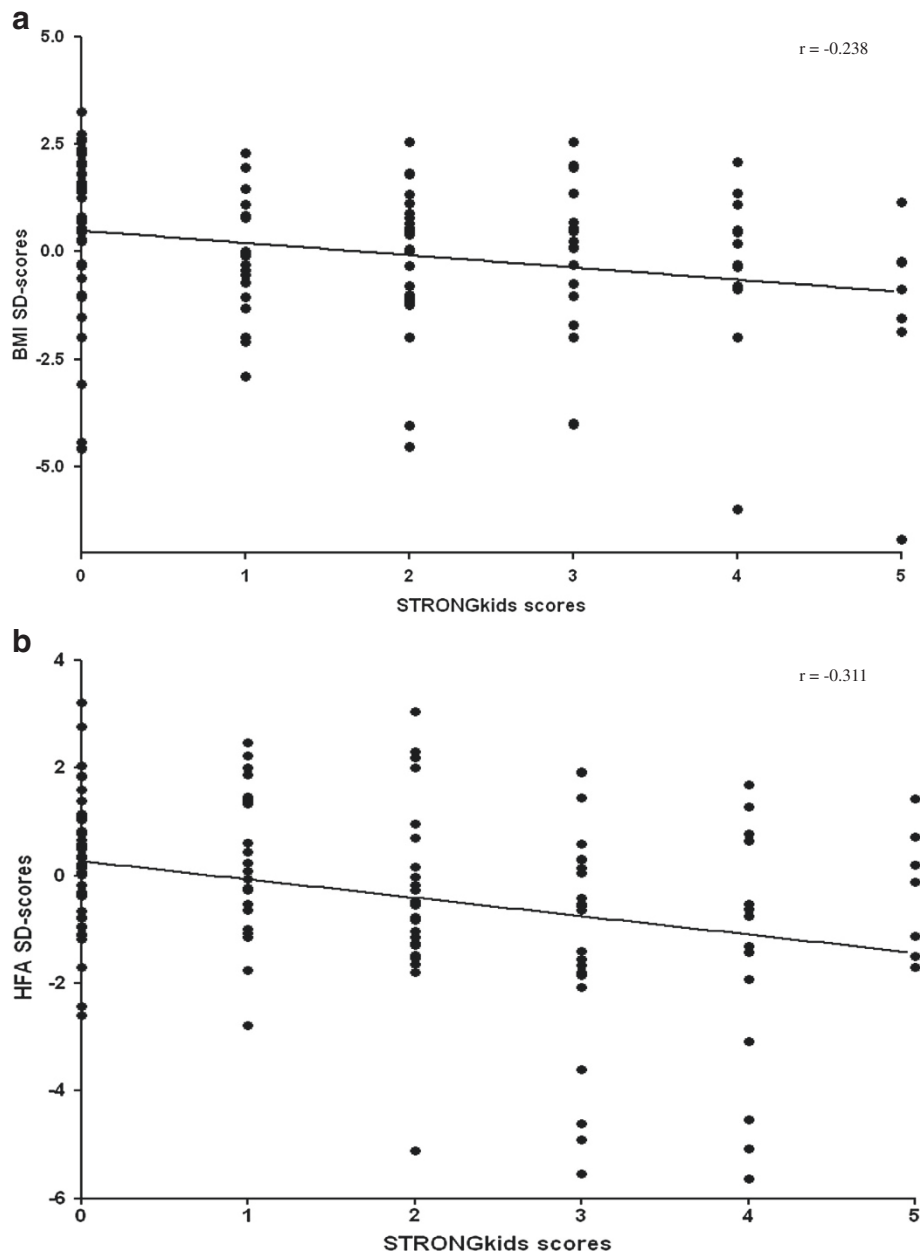 a
5.0
r = -0.238
2.5
0.0
-2.5
-5.0
BMI SD-scores
0 1 2 3 4 5
STRONGkids scores
b
4
r = -0.311
2
0
-2
-4
-6
HFA SD-scores
0 1 2 3 4 5
STRONGkids scores